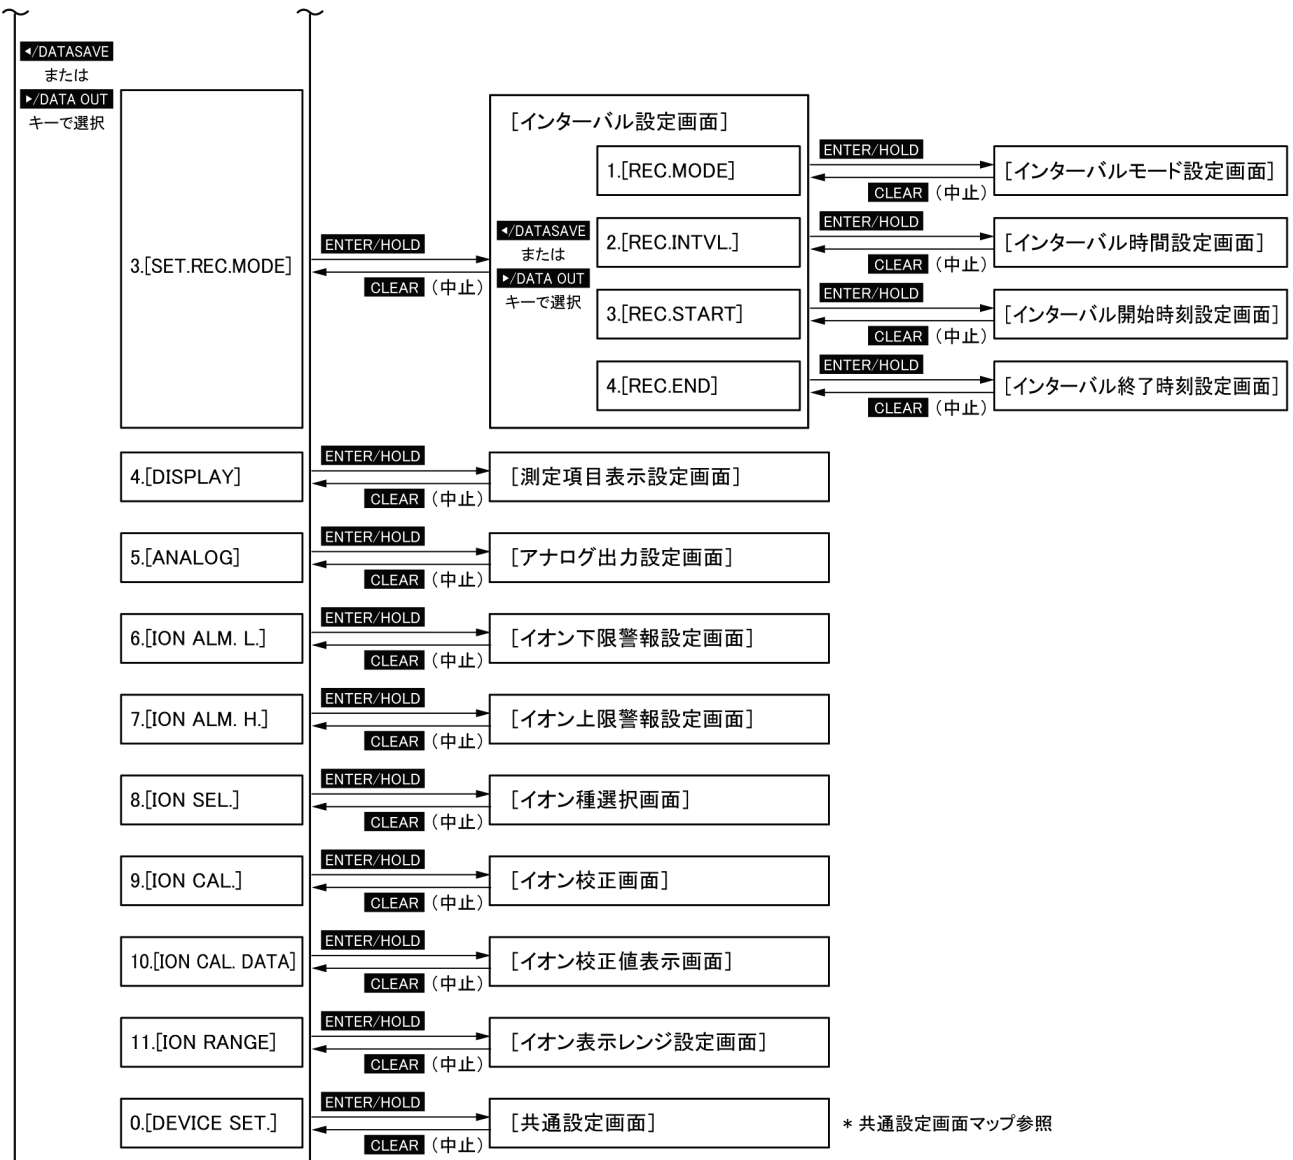 ◂/DATASAVE
または
▸/DATA OUT
キーで選択
3.[SET.REC.MODE]
ENTER/HOLD
CLEAR (中止)
[インターバル設定画面]
◂/DATASAVE
または
▸/DATA OUT
キーで選択
1.[REC.MODE]
ENTER/HOLD
CLEAR (中止)
[インターバルモード設定画面]
2.[REC.INTVL.]
ENTER/HOLD
CLEAR (中止)
[インターバル時間設定画面]
3.[REC.START]
ENTER/HOLD
CLEAR (中止)
[インターバル開始時刻設定画面]
4.[REC.END]
ENTER/HOLD
CLEAR (中止)
[インターバル終了時刻設定画面]
4.[DISPLAY]
ENTER/HOLD
CLEAR (中止)
[測定項目表示設定画面]
5.[ANALOG]
ENTER/HOLD
CLEAR (中止)
[アナログ出力設定画面]
6.[ION ALM. L.]
ENTER/HOLD
CLEAR (中止)
[イオン下限警報設定画面]
7.[ION ALM. H.]
ENTER/HOLD
CLEAR (中止)
[イオン上限警報設定画面]
8.[ION SEL.]
ENTER/HOLD
CLEAR (中止)
[イオン種選択画面]
9.[ION CAL.]
ENTER/HOLD
CLEAR (中止)
[イオン校正画面]
10.[ION CAL. DATA]
ENTER/HOLD
CLEAR (中止)
[イオン校正値表示画面]
11.[ION RANGE]
ENTER/HOLD
CLEAR (中止)
[イオン表示レンジ設定画面]
0.[DEVICE SET.]
ENTER/HOLD
CLEAR (中止)
[共通設定画面]
* 共通設定画面マップ参照